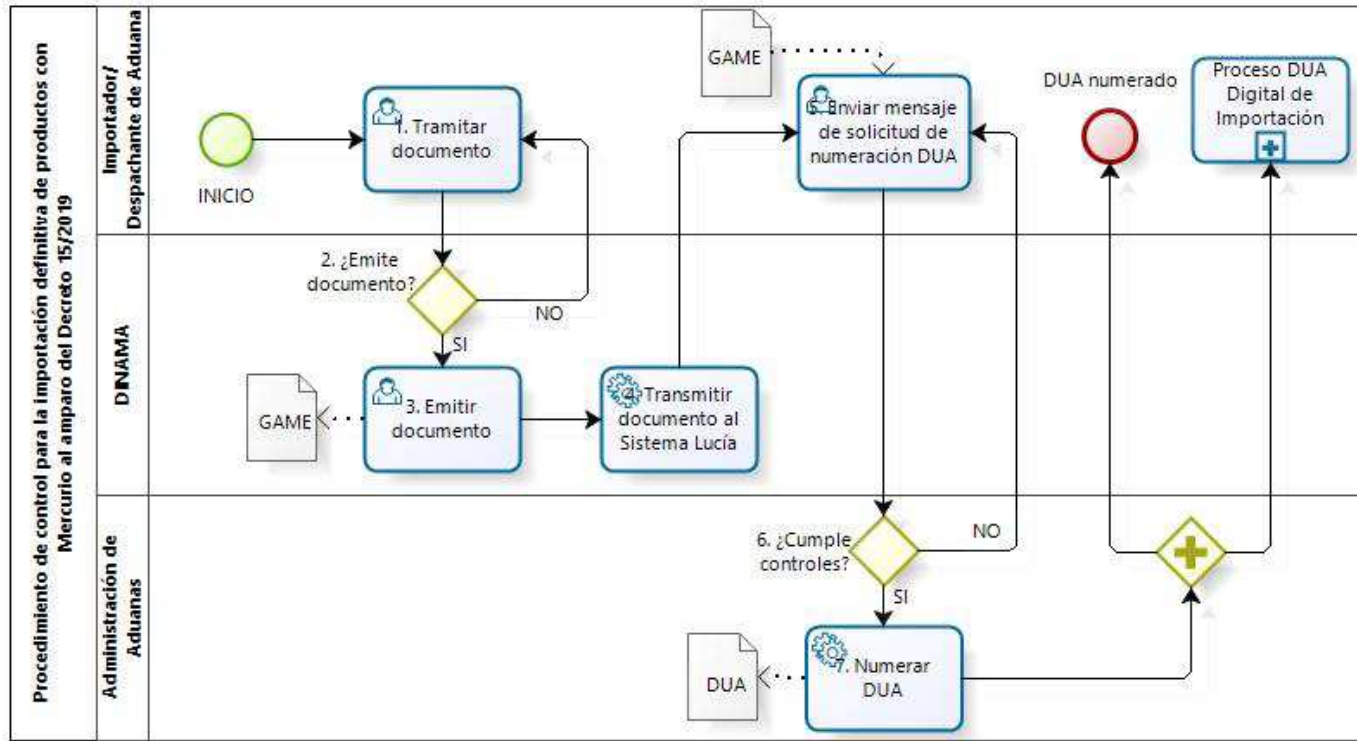 Procedimiento de control para la importación definitiva de productos con
Mercurio al amparo del Decreto 15/2019
Importador/
Despachante de Aduana
INICIO
1. Tramitar
documento
GAME
5. Enviar mensaje
de solicitud de
numeración DUA
DUA numerado
Proceso DUA
Digital de
Importación
DINAMA
2. ¿Emite
documento?
NO
SI
GAME
3. Emitir
documento
4. Transmitir
documento al
Sistema Lucía
Administración de
Aduanas
6. ¿Cumple
controles?
NO
SI
DUA
7. Numerar
DUA